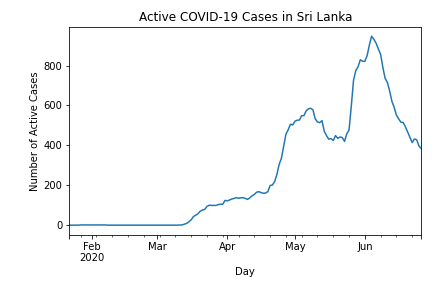 Active COVID-19 Cases in Sri Lanka
Number of Active Cases
800
600
400
200
0
Feb Mar Apr May Jun
2020
Day